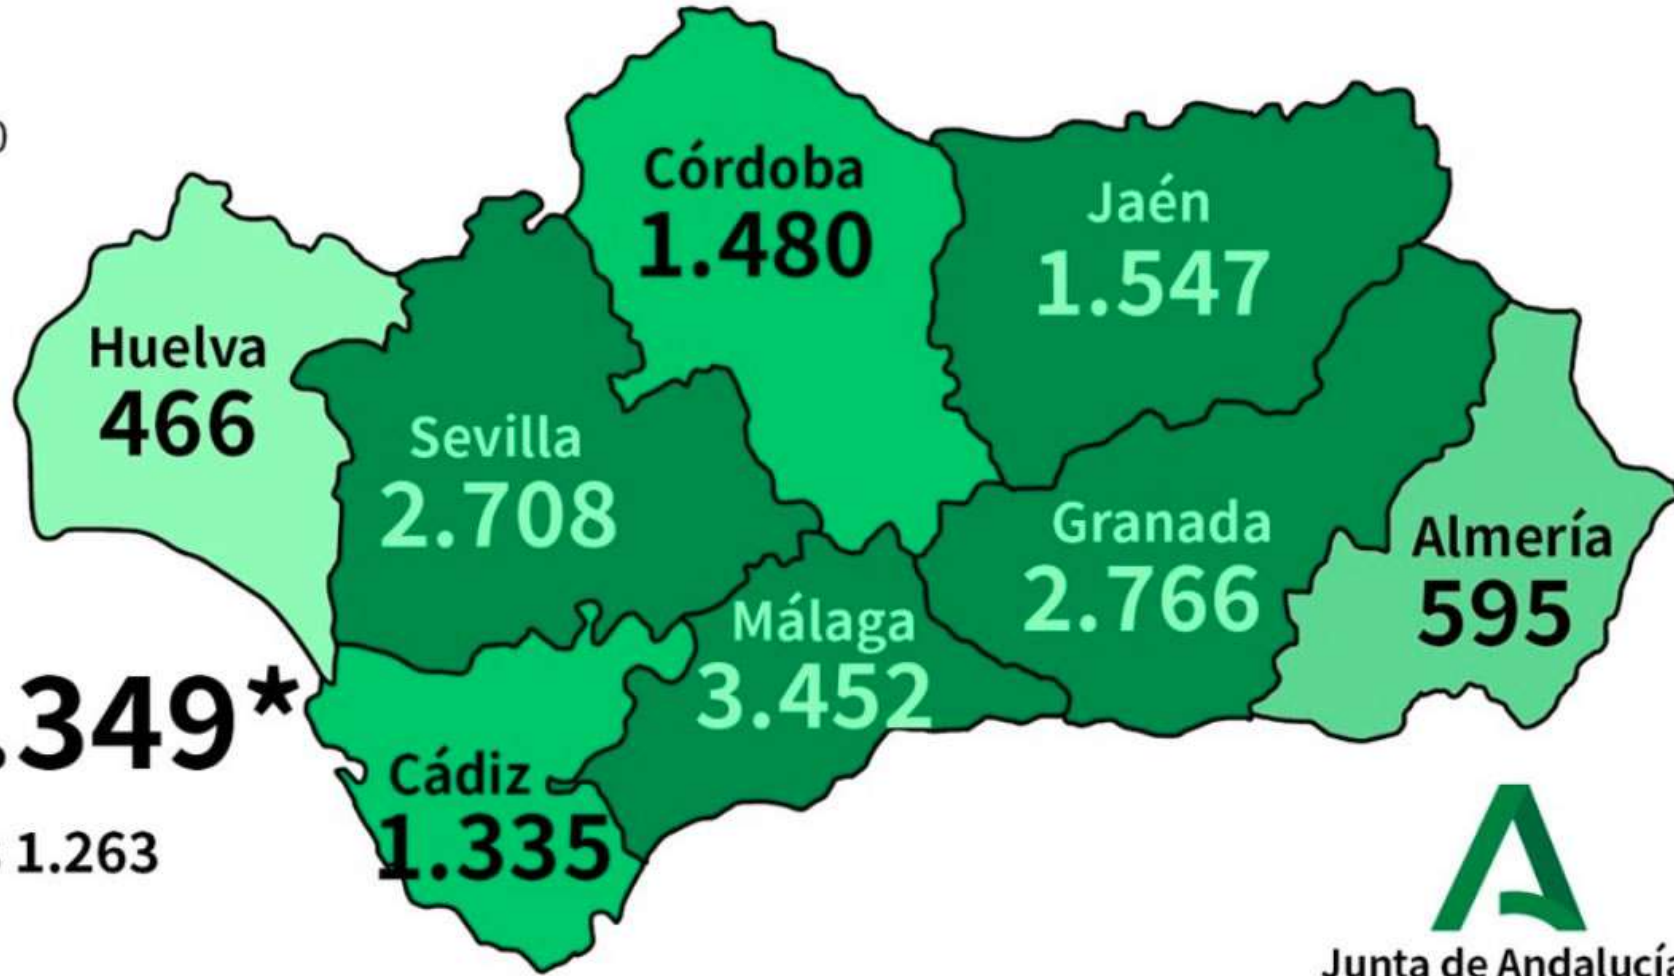 Córdoba
1.480
Jaén
1.547
Huelva
466
Sevilla
2.708
Granada
2.766
Almería
595
Málaga
3.452
.349*
Cádiz
1.335
1.263
Junta de Andalucía